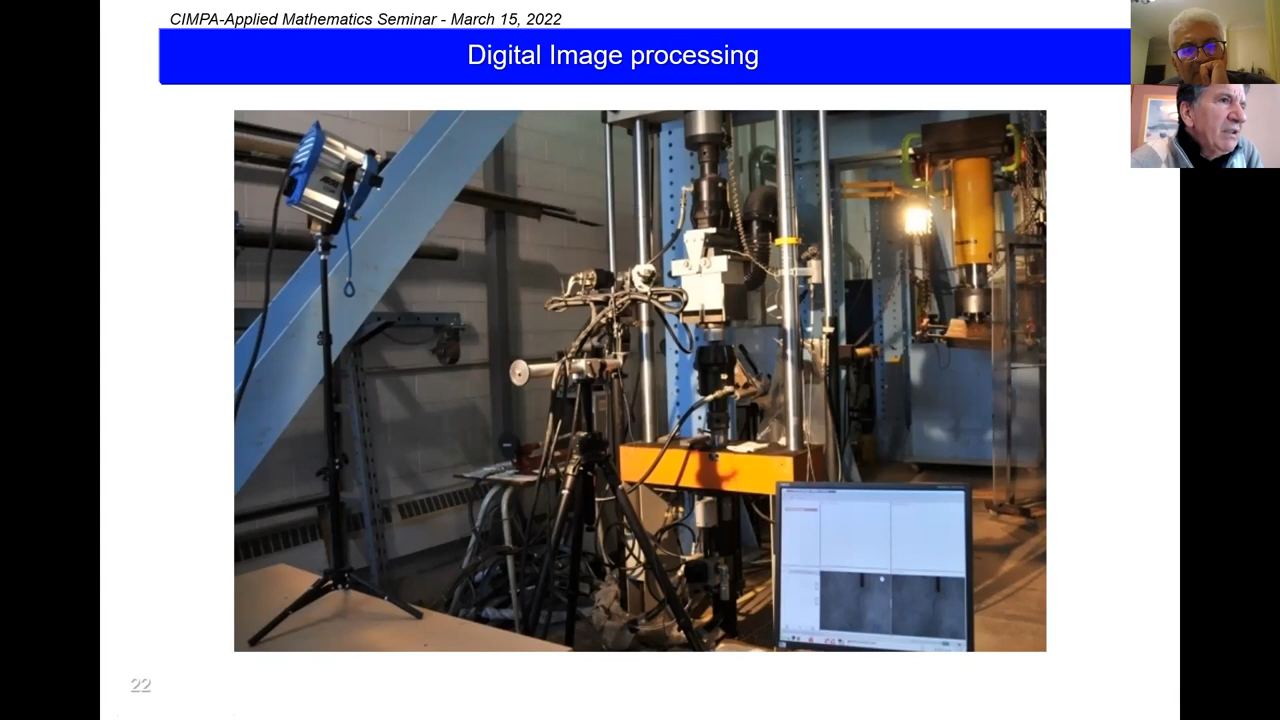 CIMPA-Applied Mathematics Seminar - March 15, 2022
Digital Image processing
22